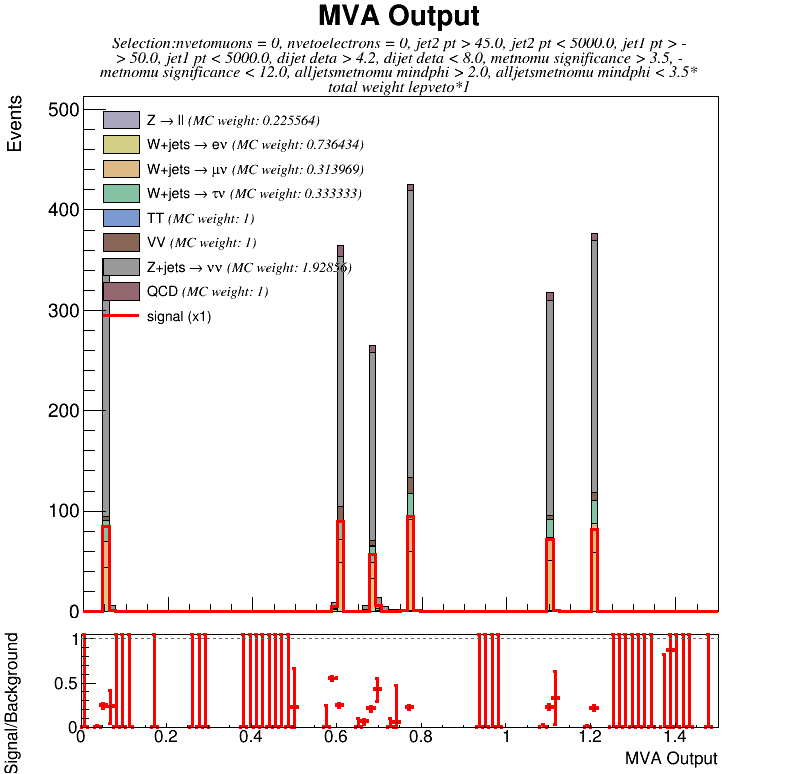 MVA Output
Selection:nvetomuons = 0, nvetoelectrons = 0, jet2 pt > 45.0, jet2 pt < 5000.0, jet1 pt > -
> 50.0, jet1 pt < 5000.0, dijet deta > 4.2, dijet deta < 8.0, metnomu significance > 3.5, -
metnomu significance < 12.0, alljetsmetnomu mindphi > 2.0, alljetsmetnomu mindphi < 3.5*
total weight lepveto*1
Events
500
400
300
200
100
0
Z → ll (MC weight: 0.225564)
W+jets → eν (MC weight: 0.736434)
W+jets → μν (MC weight: 0.313969)
W+jets → τν (MC weight: 0.333333)
TT (MC weight: 1)
VV (MC weight: 1)
Z+jets → νν (MC weight: 1.92856)
QCD (MC weight: 1)
signal (x1)
Signal/Background
1
0.5
0
0 0.2 0.4 0.6 0.8 1 1.2 1.4
MVA Output